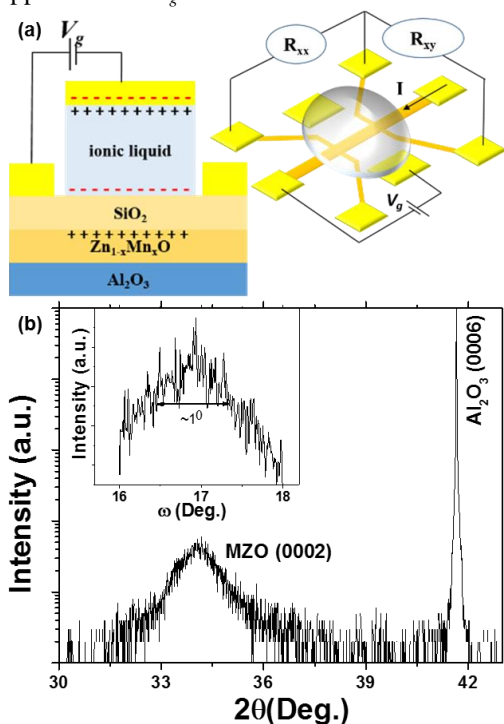 (a)
V_g
ionic liquid
SiO₂
+ + + + + + + + + +
Zn₁₋ₓMnₓO
Al₂O₃
R_xx
R_xy
I
V_g
(b)
Intensity (a.u.)
~1⁰
16 17 18
ω (Deg.)
MZO (0002)
Al₂O₃ (0006)
Intensity (a.u.)
30 33 36 39 42
2θ(Deg.)